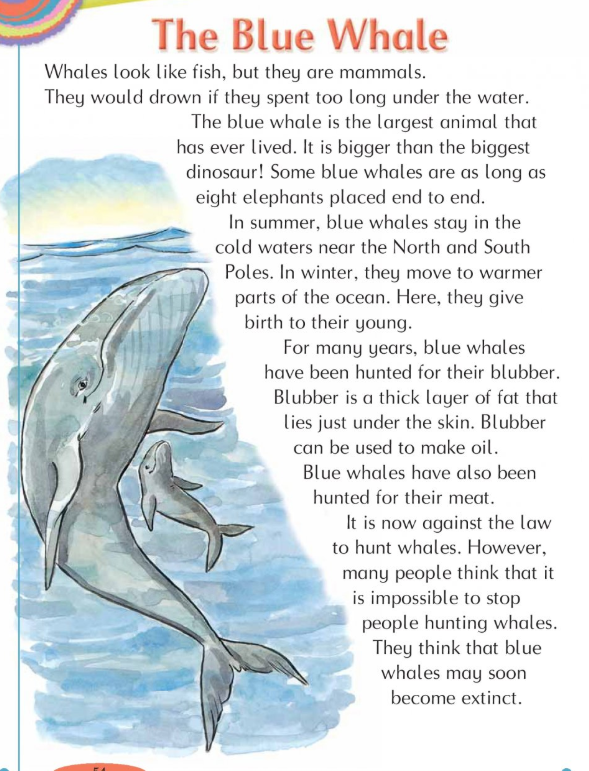 The Blue Whale
Whales look like fish, but they are mammals.
They would drown if they spent too long under the water.
The blue whale is the largest animal that
has ever lived. It is bigger than the biggest
dinosaur! Some blue whales are as long as
eight elephants placed end to end.
In summer, blue whales stay in the
cold waters near the North and South
Poles. In winter, they move to warmer
parts of the ocean. Here, they give
birth to their young.
For many years, blue whales
have been hunted for their blubber.
Blubber is a thick layer of fat that
lies just under the skin. Blubber
can be used to make oil.
Blue whales have also been
hunted for their meat.
It is now against the law
to hunt whales. However,
many people think that it
is impossible to stop
people hunting whales.
They think that blue
whales may soon
become extinct.